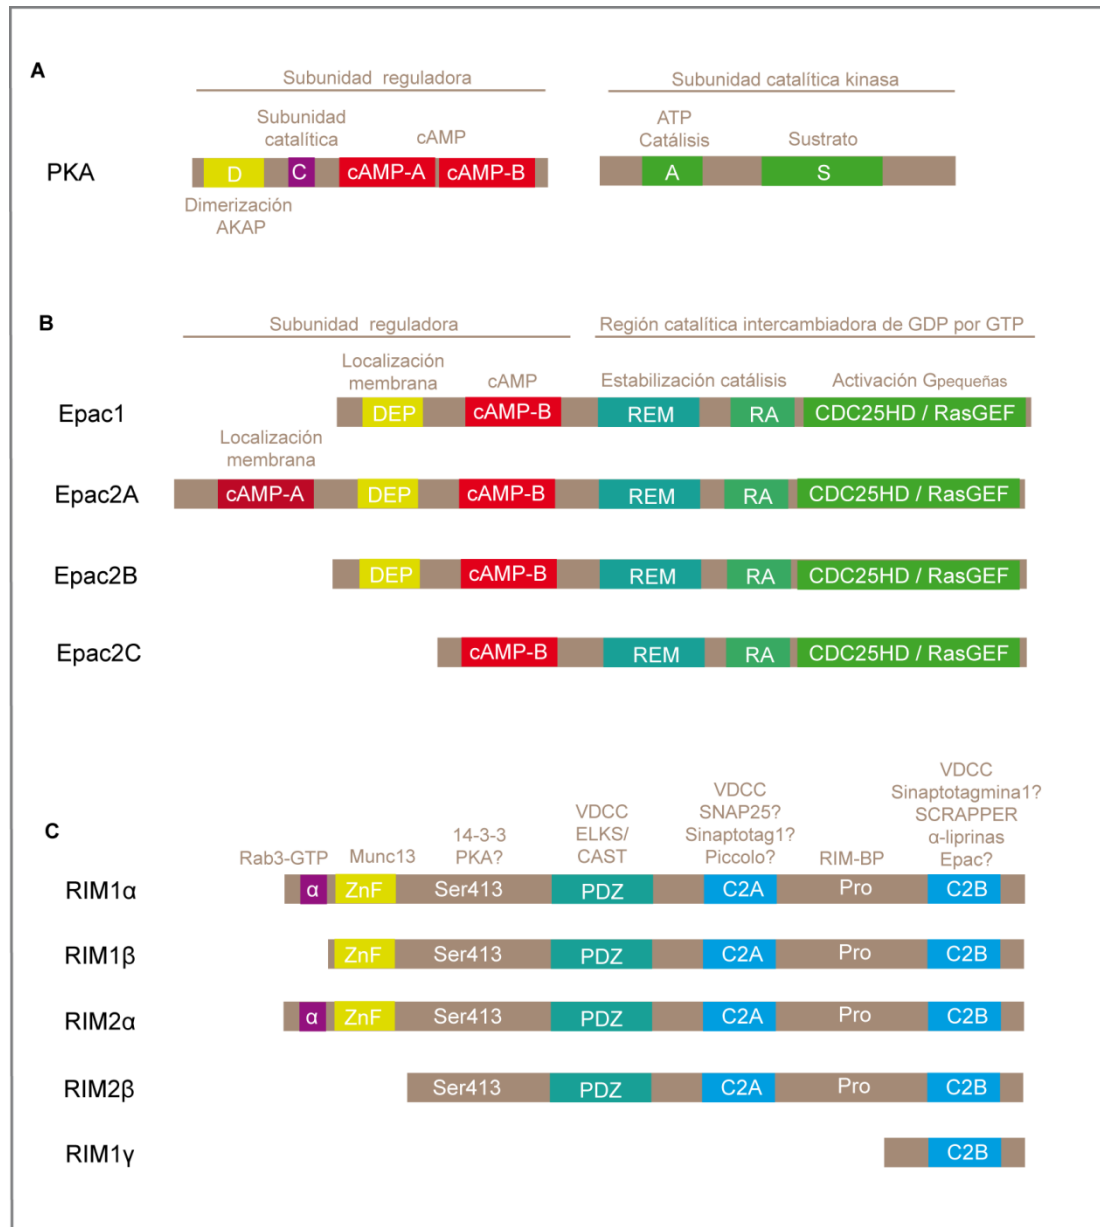 A
Subunidad reguladora
Subunidad catalítica kinasa
Subunidad
catalítica
cAMP
ATP
Catálisis
Sustrato
PKA
D
C
cAMP-A
cAMP-B
A
S
Dimerización
AKAP
B
Subunidad reguladora
Región catalítica intercambiadora de GDP por GTP
Localización
membrana
cAMP
Estabilización catálisis
Activación Gpequeñas
Epac1
DEP
cAMP-B
REM
RA
CDC25HD / RasGEF
Localización
membrana
Epac2A
cAMP-A
DEP
cAMP-B
REM
RA
CDC25HD / RasGEF
Epac2B
DEP
cAMP-B
REM
RA
CDC25HD / RasGEF
Epac2C
cAMP-B
REM
RA
CDC25HD / RasGEF
C
Rab3-GTP
Munc13
14-3-3
PKA?
VDCC
ELKS/
CAST
VDCC
SNAP25?
Sinaptotag1?
Piccolo?
RIM-BP
VDCC
Sinaptotagmina1?
SCRAPPER
α-liprinas
Epac?
RIM1α
α
ZnF
Ser413
PDZ
C2A
Pro
C2B
RIM1β
ZnF
Ser413
PDZ
C2A
Pro
C2B
RIM2α
α
ZnF
Ser413
PDZ
C2A
Pro
C2B
RIM2β
Ser413
PDZ
C2A
Pro
C2B
RIM1γ
C2B